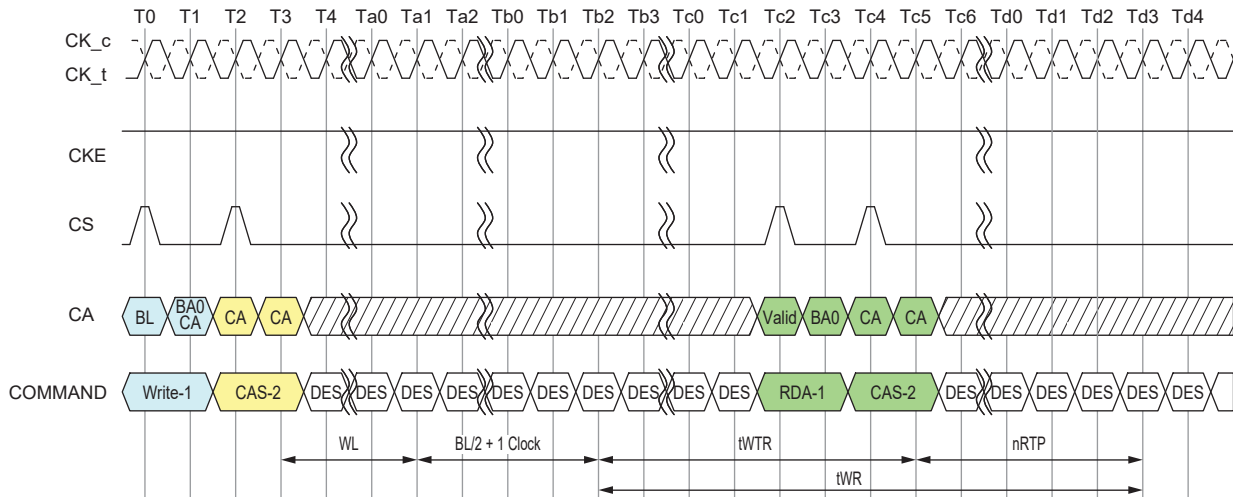 T0 T1 T2 T3 T4 Ta0 Ta1 Ta2 Tb0 Tb1 Tb2 Tb3 Tc0 Tc1 Tc2 Tc3 Tc4 Tc5 Tc6 Td0 Td1 Td2 Td3 Td4
CK_c
CK_t
CKE
CS
CA BL BA0 CA CA CA Valid BA0 CA CA
COMMAND Write-1 CAS-2 DES DES DES DES DES DES DES DES DES DES RDA-1 CAS-2 DES DES DES DES DES DES
WL BL/2 + 1 Clock tWTR nRTP
tWR